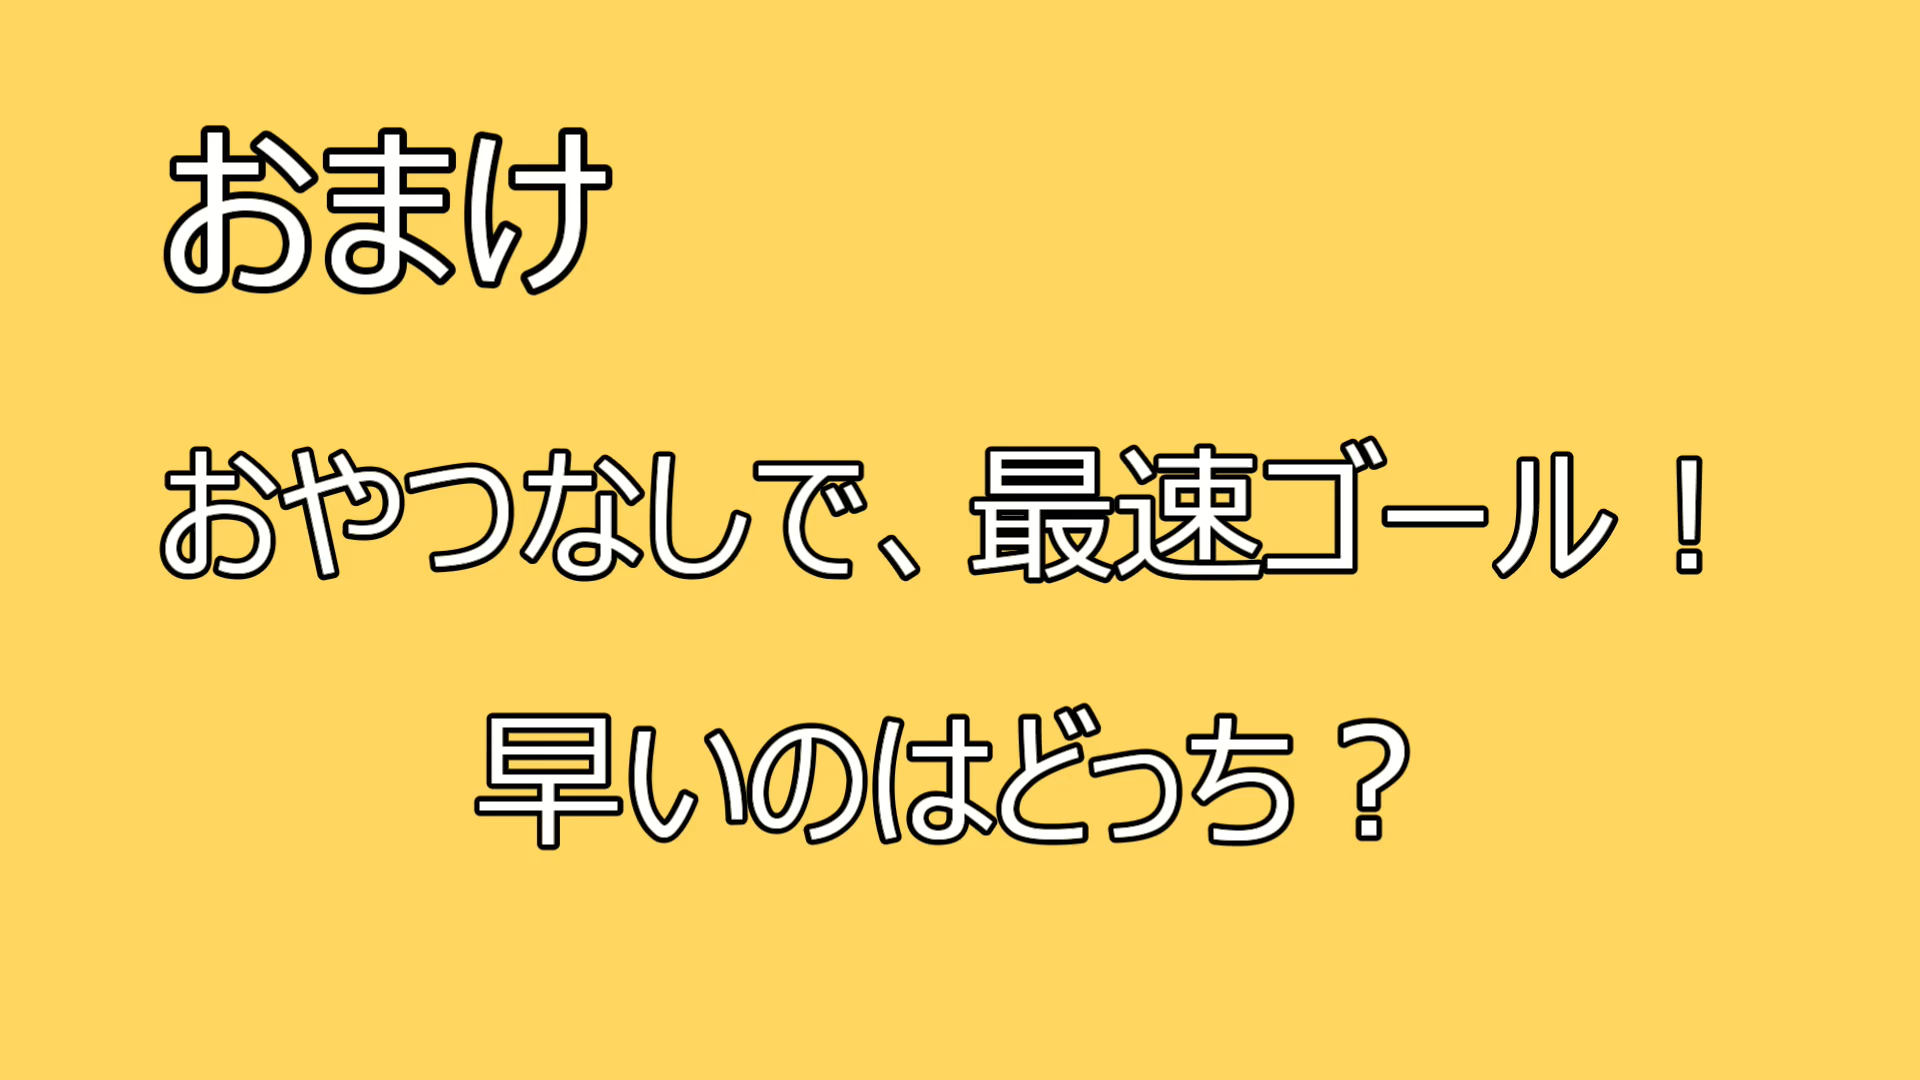 おまけ
おやつなしで、最速ゴール！
早いのはどっち？